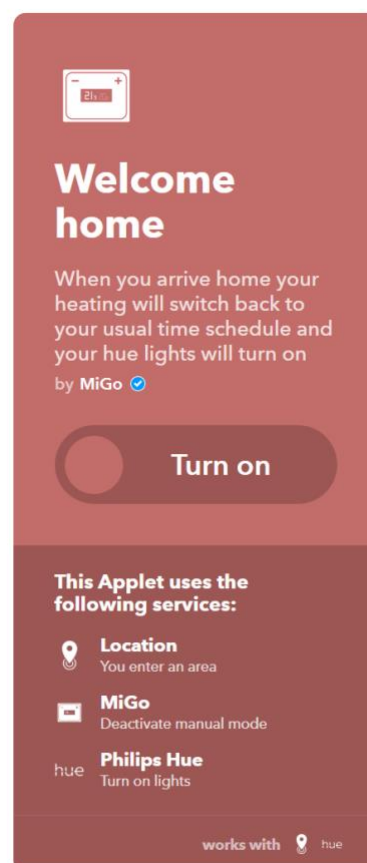 − +
Welcome
home
When you arrive home your
heating will switch back to
your usual time schedule and
your hue lights will turn on
by MiGo
Turn on
This Applet uses the
following services:
Location
You enter an area
MiGo
Deactivate manual mode
hue
Philips Hue
Turn on lights
works with hue